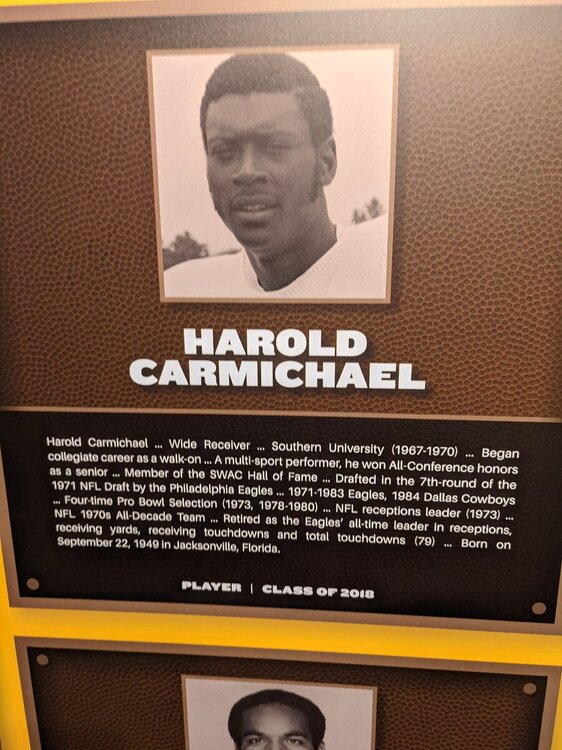 HAROLD
CARMICHAEL
Harold Carmichael ... Wide Receiver ... Southern University (1967-1970) ... Began
collegiate career as a walk-on ... A multi-sport performer, he won All-Conference honors
as a senior ... Member of the SWAC Hall of Fame ... Drafted in the 7th-round of the
1971 NFL Draft by the Philadelphia Eagles ... 1971-1983 Eagles, 1984 Dallas Cowboys
... Four-time Pro Bowl Selection (1973, 1978-1980) ... NFL receptions leader (1973) ...
NFL 1970s All-Decade Team ... Retired as the Eagles' all-time leader in receptions,
receiving yards, receiving touchdowns and total touchdowns (79) ... Born on
September 22, 1949 in Jacksonville, Florida.
PLAYER | CLASS OF 2018